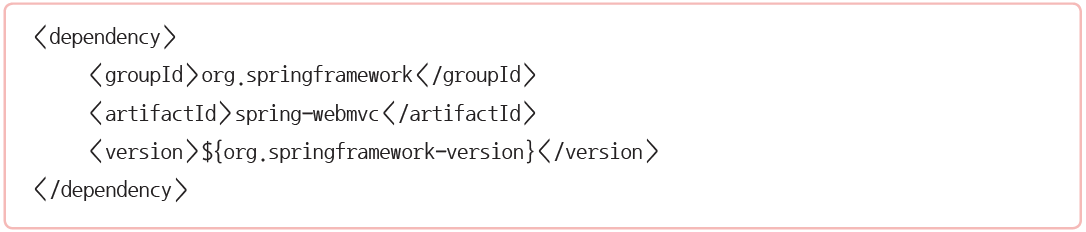 <dependency>
<groupId>org.springframework</groupId>
<artifactId>spring-webmvc</artifactId>
<version>${org.springframework-version}</version>
</dependency>